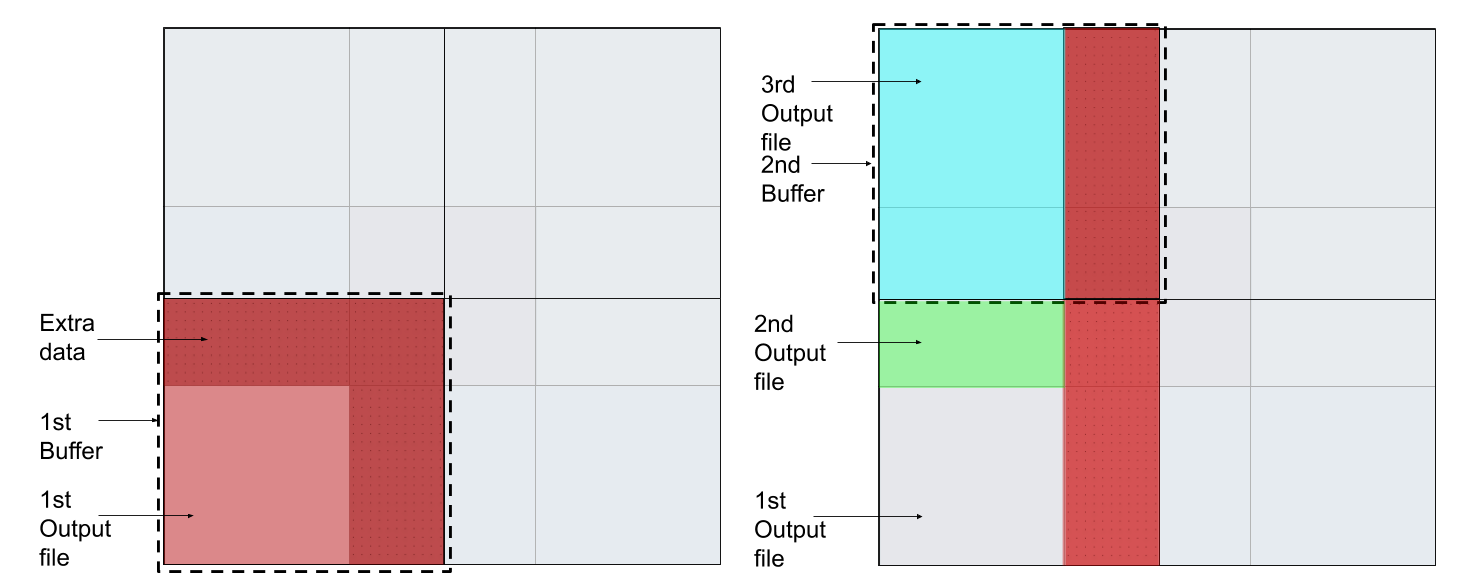 Extra
data
1st
Buffer
1st
Output
file
3rd
Output
file
2nd
Buffer
2nd
Output
file
1st
Output
file